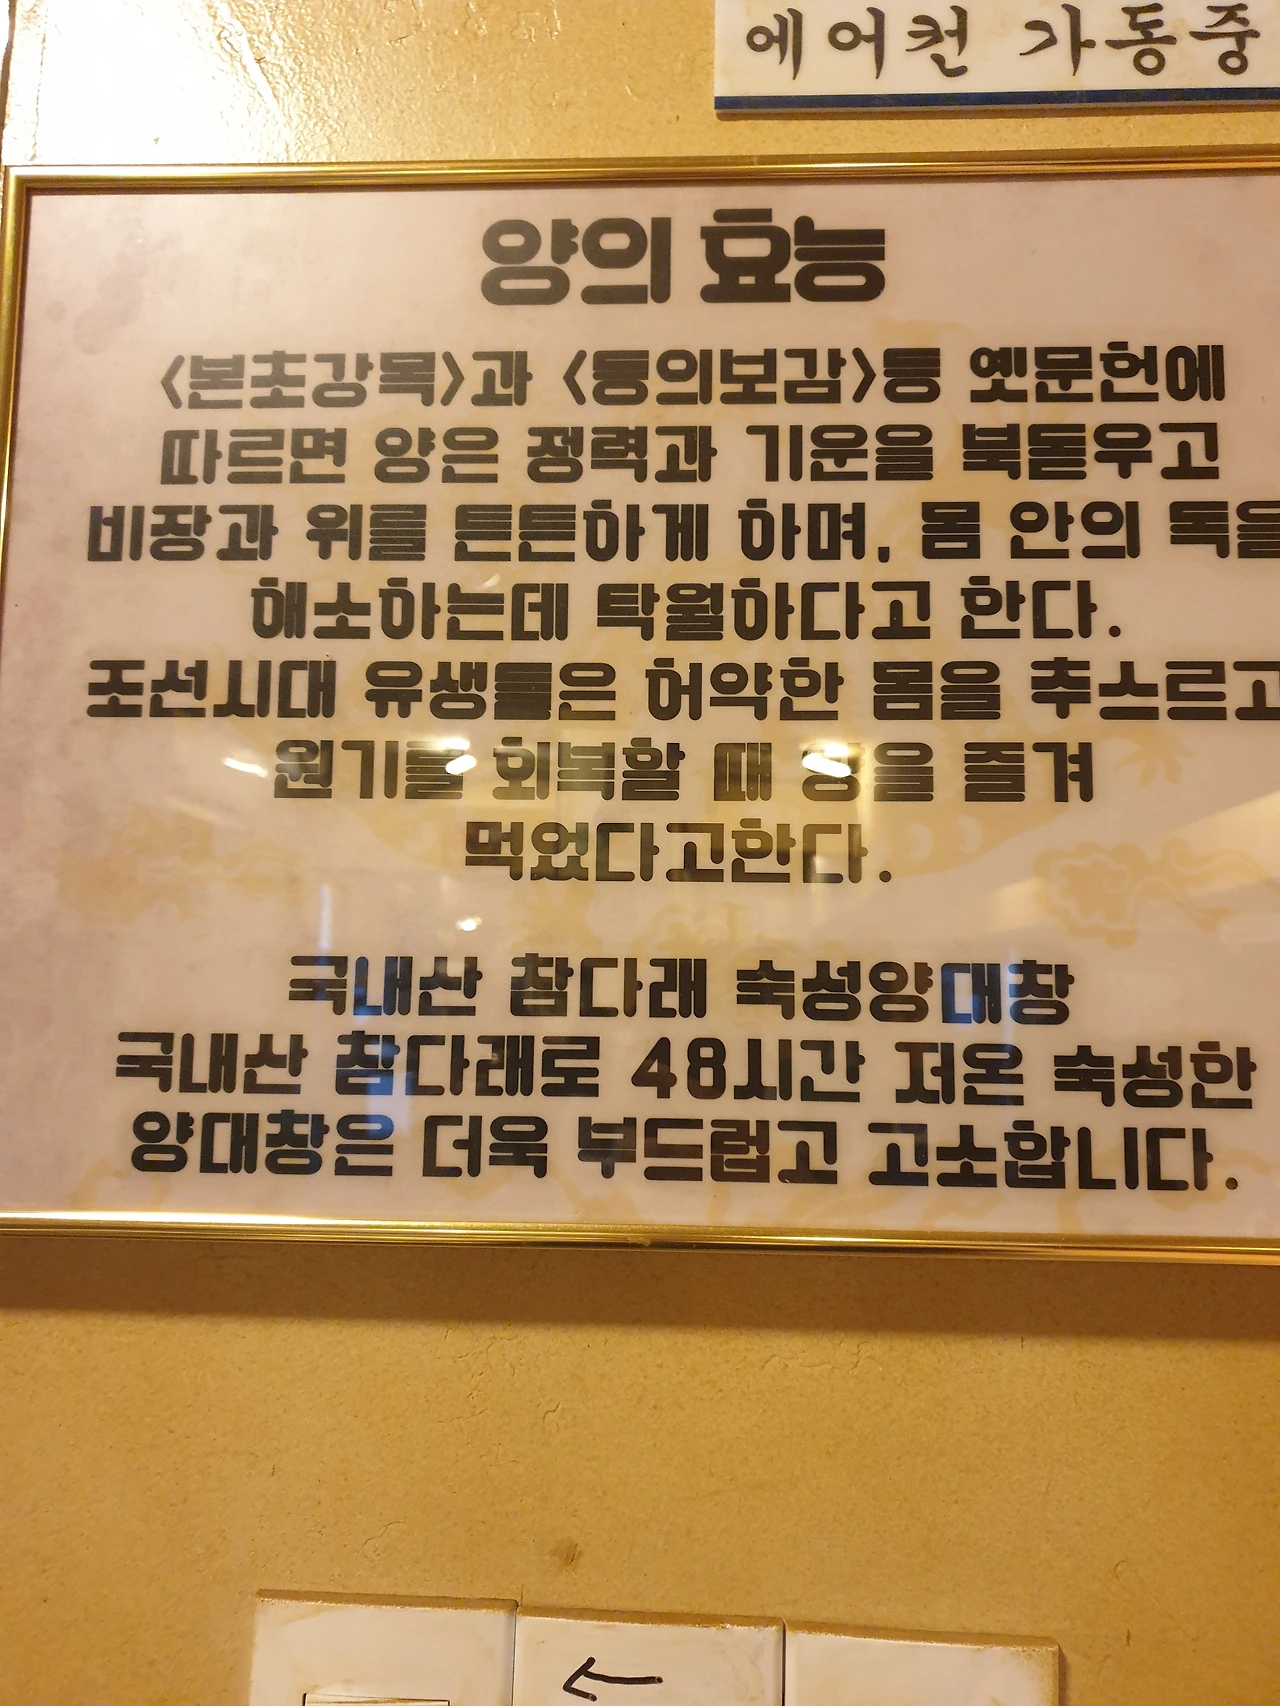 에어컨 가동중
양의 효능
<본초강목>과 <동의보감>등 옛문헌에
따르면 양은 정력과 기운을 북돋우고
비장과 위를 튼튼하게 하며, 몸 안의 독을
해소하는데 탁월하다고 한다.
조선시대 유생들은 허약한 몸을 추스르고
원기를 회복할 때 양을 즐겨
먹었다고한다.
국내산 참다래 숙성양대창
국내산 참다래로 48시간 저온 숙성한
양대창은 더욱 부드럽고 고소합니다.